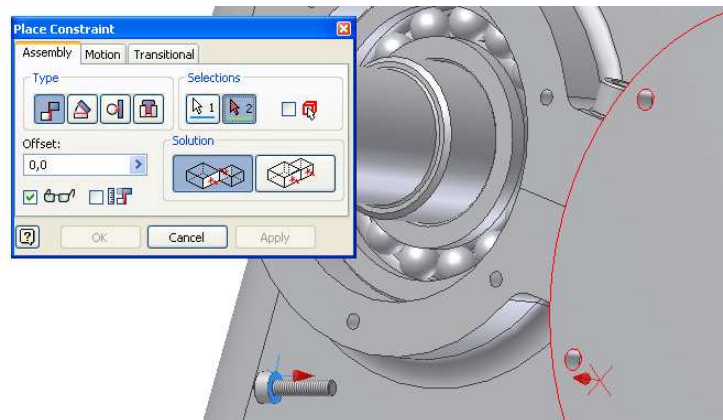 Place Constraint
Assembly Motion Transitional
Type
Selections
1 2
Offset:
Solution
0,0
?
OK Cancel Apply